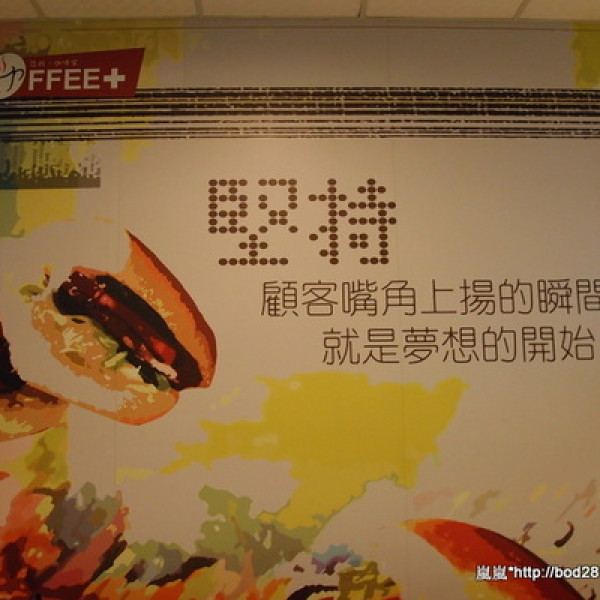 FFEE+
堅持
顧客嘴角上揚的瞬間
就是夢想的開始
嵐嵐*http://bod28